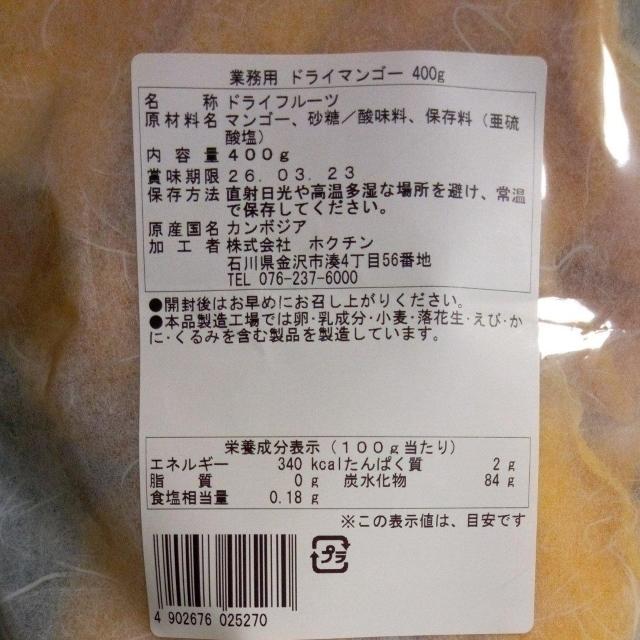 業務用 ドライマンゴー 400g
名 称 ドライフルーツ
原材料名 マンゴー、砂糖／酸味料、保存料（亜硫
酸塩）
内容量 400g
賞味期限 26. 03. 23
保存方法 直射日光や高温多湿な場所を避け、常温
で保存してください。
原産国名 カンボジア
加工者 株式会社 ホクチン
石川県金沢市湊4丁目56番地
TEL 076-237-6000
●開封後はお早めにお召し上がりください。
●本品製造工場では卵・乳成分・小麦・落花生・えび・か
に・くるみを含む製品を製造しています。
栄養成分表示（100g当たり）
エネルギー 340 kcal たんぱく質 2 g
脂質 0 g 炭水化物 84 g
食塩相当量 0.18 g
※この表示値は、目安です
プラ
4 902676 025270